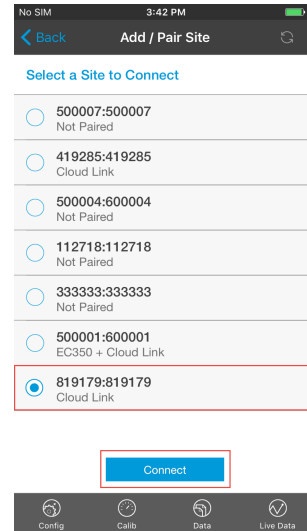 No SIM 3:42 PM
Back Add / Pair Site
Select a Site to Connect
500007:500007
Not Paired
419285:419285
Cloud Link
500004:600004
Not Paired
112718:112718
Not Paired
333333:333333
Not Paired
500001:600001
EC350 + Cloud Link
819179:819179
Cloud Link
Connect
Config Calib Data Live Data